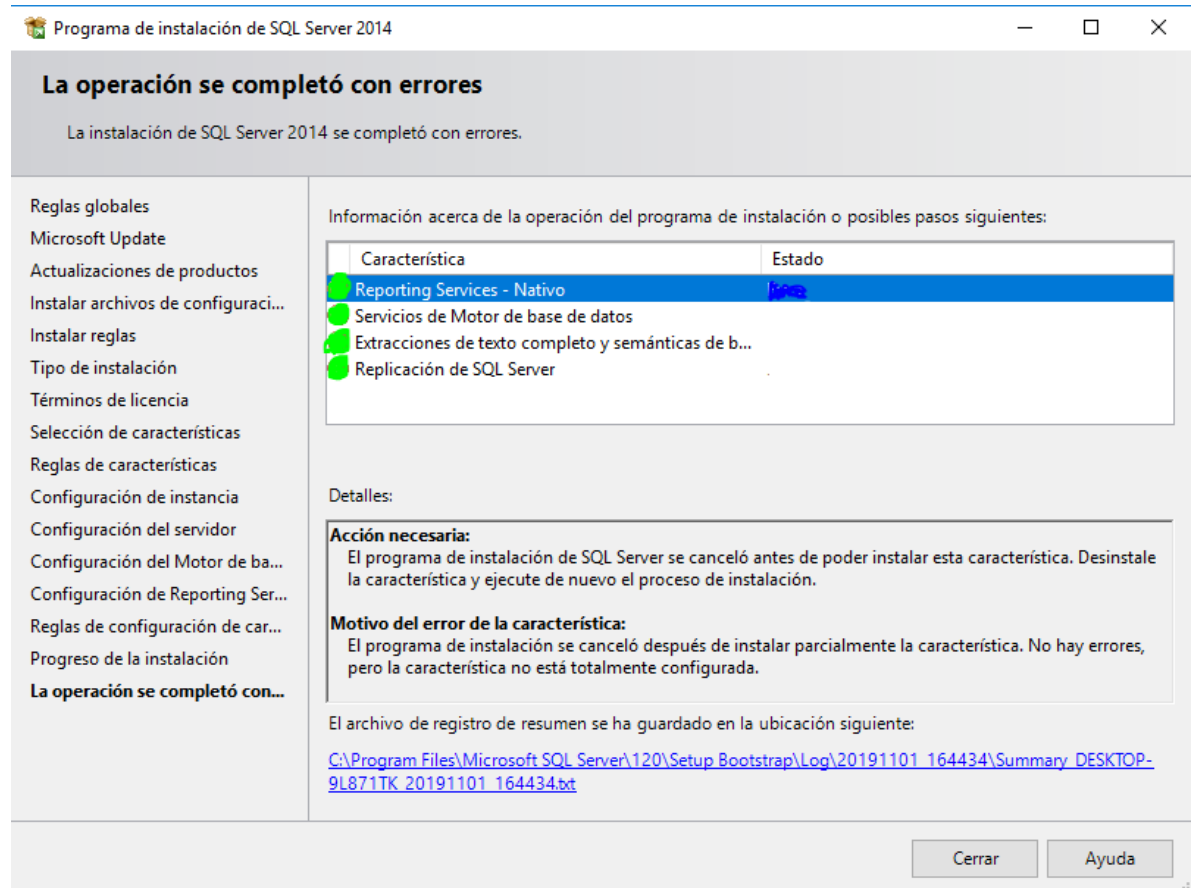 Programa de instalación de SQL Server 2014
La operación se completó con errores
La instalación de SQL Server 2014 se completó con errores.
Reglas globales
Microsoft Update
Actualizaciones de productos
Instalar archivos de configuraci...
Instalar reglas
Tipo de instalación
Términos de licencia
Selección de características
Reglas de características
Configuración de instancia
Configuración del servidor
Configuración del Motor de ba...
Configuración de Reporting Ser...
Reglas de configuración de car...
Progreso de la instalación
La operación se completó con...
Información acerca de la operación del programa de instalación o posibles pasos siguientes:
Característica Estado
Reporting Services - Nativo
Servicios de Motor de base de datos
Extracciones de texto completo y semánticas de b...
Replicación de SQL Server
Detalles:
Acción necesaria:
El programa de instalación de SQL Server se canceló antes de poder instalar esta característica. Desinstale
la característica y ejecute de nuevo el proceso de instalación.
Motivo del error de la característica:
El programa de instalación se canceló después de instalar parcialmente la característica. No hay errores,
pero la característica no está totalmente configurada.
El archivo de registro de resumen se ha guardado en la ubicación siguiente:
C:\Program Files\Microsoft SQL Server\120\Setup Bootstrap\Log\20191101_164434\Summary_DESKTOP-
9L871TK_20191101_164434.txt
Cerrar Ayuda